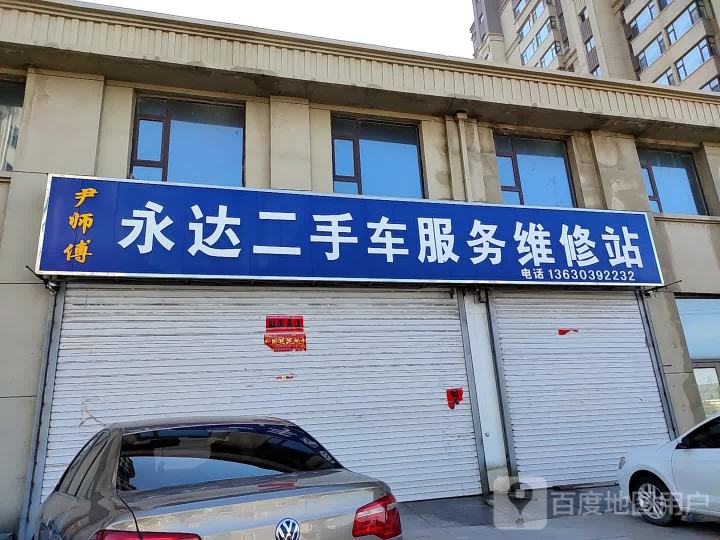 尹师傅
永达二手车服务维修站
电话 13630392232
百度地图用户